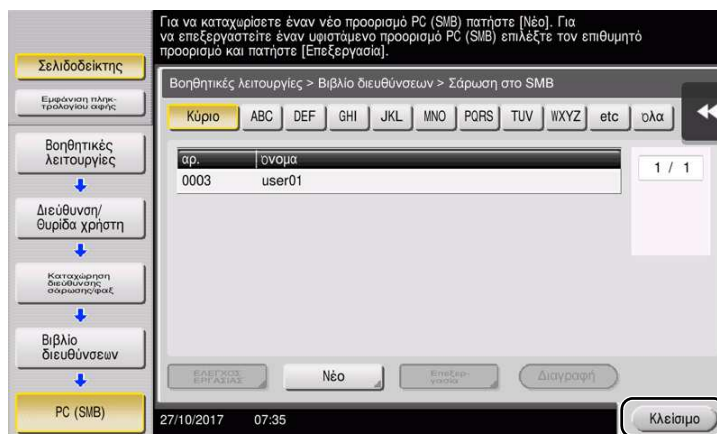 Για να καταχωρίσετε έναν νέο προορισμό PC (SMB) πατήστε [Νέο]. Για
να επεξεργαστείτε έναν υφιστάμενο προορισμό PC (SMB) επιλέξτε τον επιθυμητό
προορισμό και πατήστε [Επεξεργασία].
Σελιδοδείκτης
Εμφάνιση πληκ-
τρολογίου αφής
Βοηθητικές
λειτουργίες
Διεύθυνση/
Θυρίδα χρήστη
Καταχώρηση
διεύθυνσης
σάρωσης/φαξ
Βιβλίο
διευθύνσεων
PC (SMB)
Βοηθητικές λειτουργίες > Βιβλίο διευθύνσεων > Σάρωση στο SMB
Κύριο ABC DEF GHI JKL MNO PQRS TUV WXYZ etc όλα
αρ. όνομα
0003 user01
1 / 1
ΕΛΕΓΧΟΣ
ΕΡΓΑΣΙΑΣ
Νέο
Επεξερ-
γασία
Διαγραφή
27/10/2017 07:35
Κλείσιμο